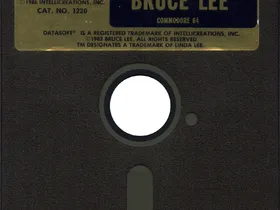 ©1986 INTELLICREATIONS, INC.
CAT. NO. 1220
BRUCE LEE
COMMODORE 64
DATASOFT® IS A REGISTERED TRADEMARK OF INTELLICREATIONS, INC.
©1983 BRUCE LEE, ALL RIGHTS RESERVED
TM DESIGNATES A TRADEMARK OF LINDA LEE